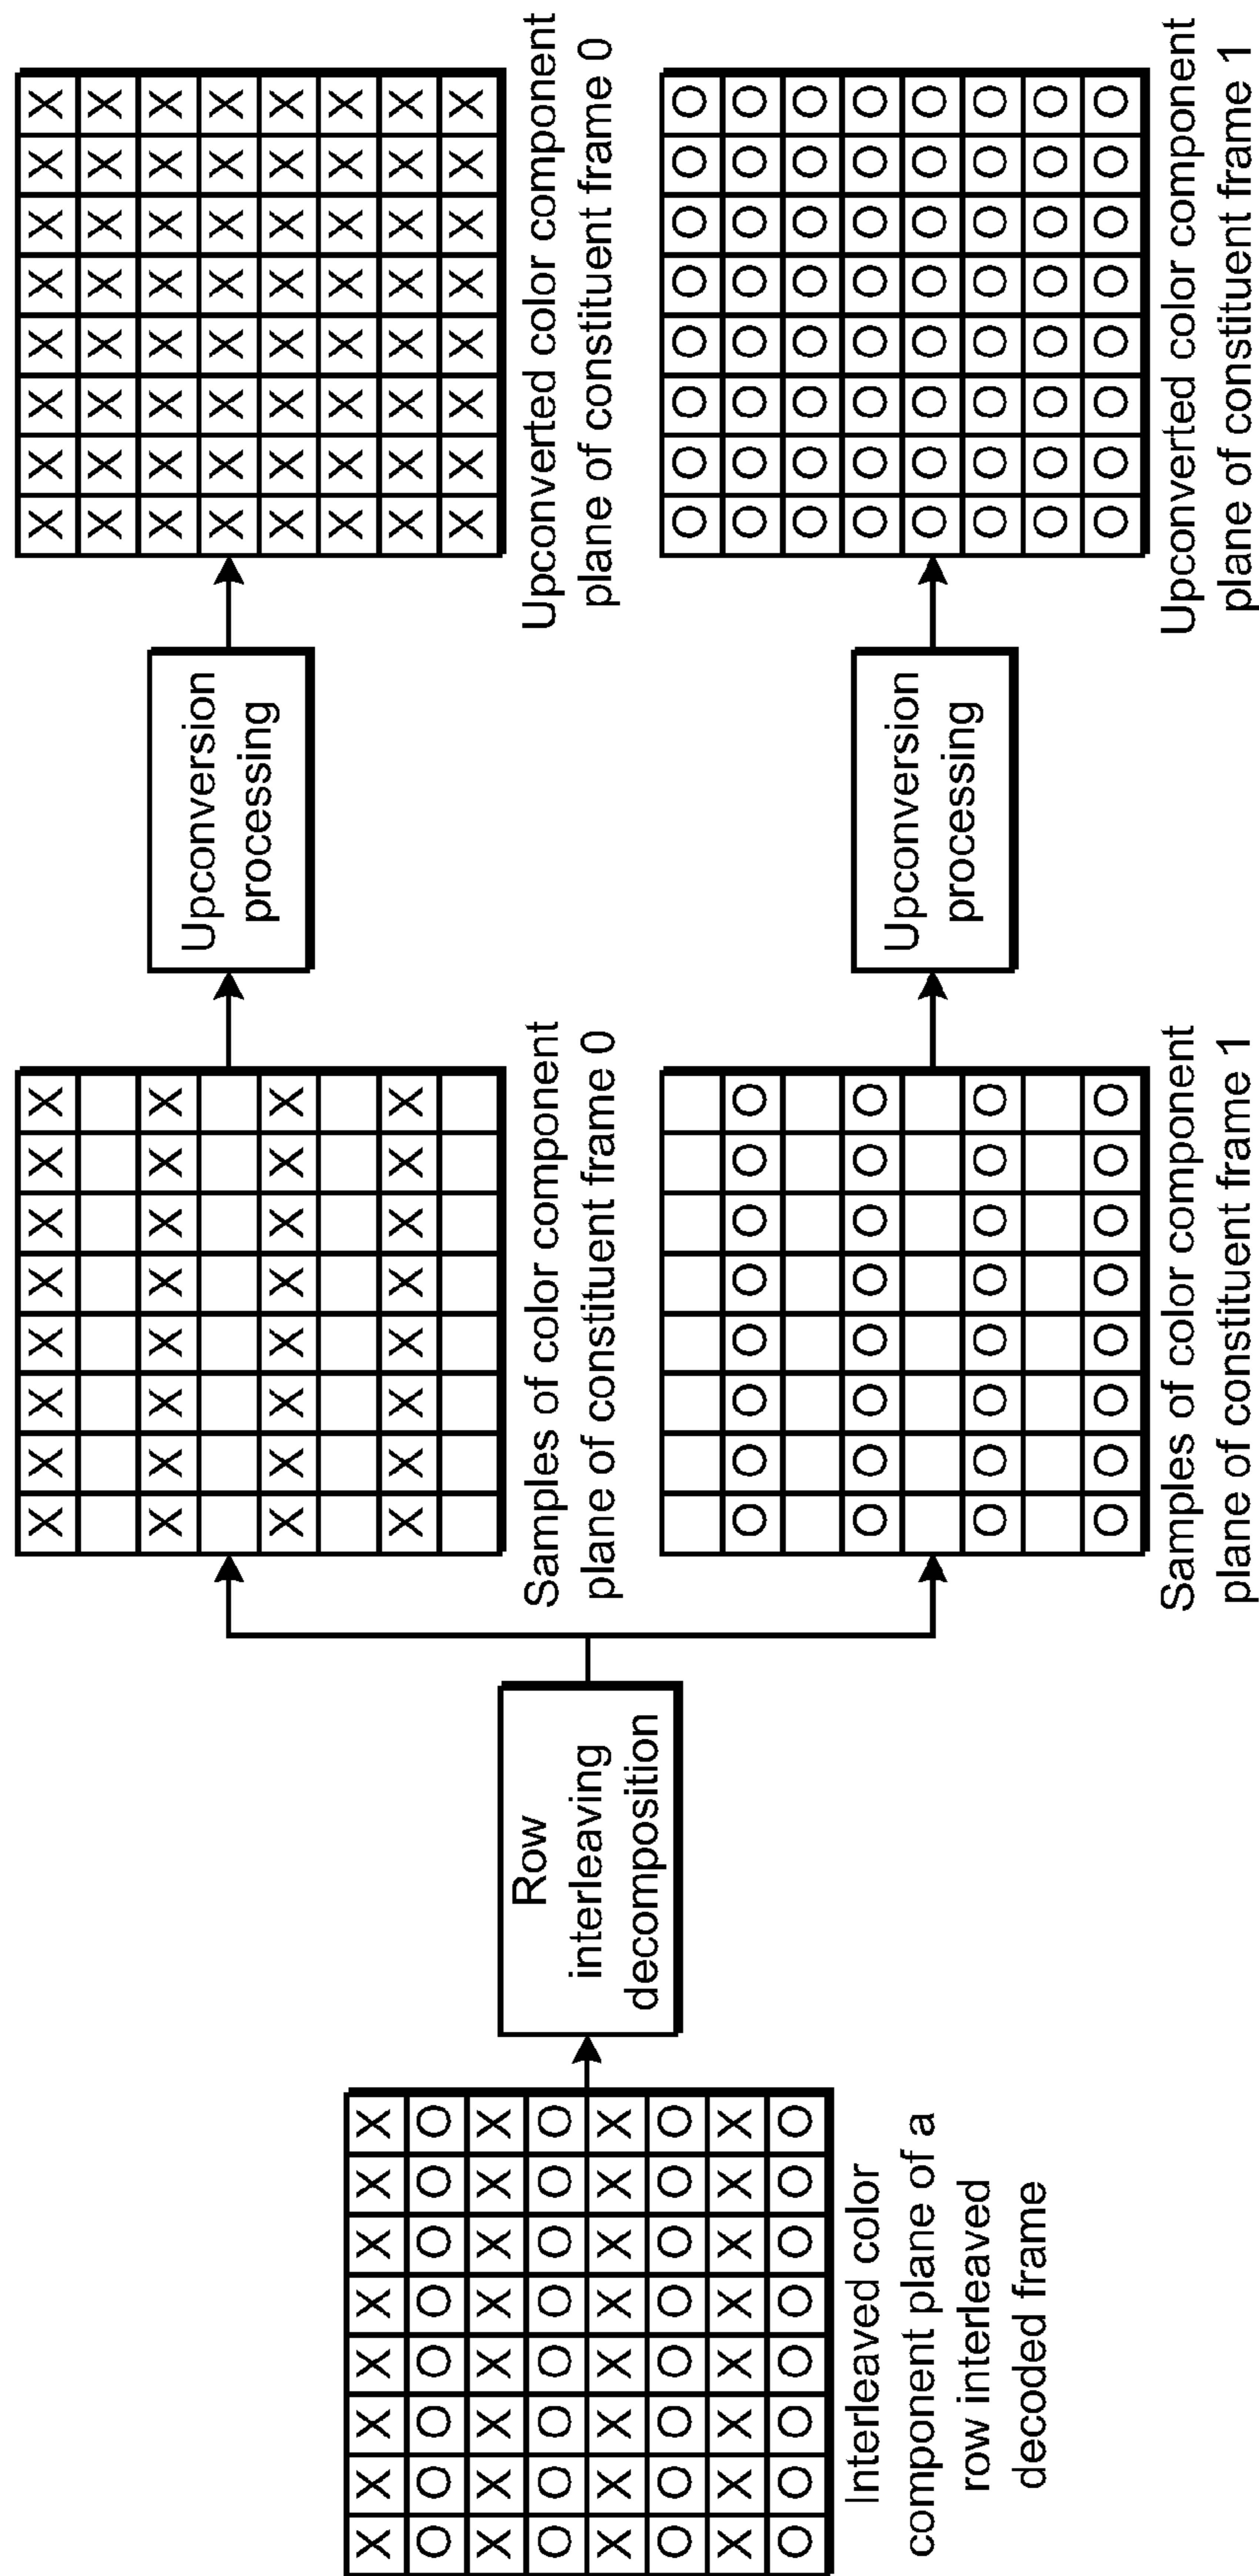 X X X X X X X X
O O O O O O O O
X X X X X X X X
O O O O O O O O
X X X X X X X X
O O O O O O O O
X X X X X X X X
O O O O O O O O
Interleaved color
component plane of a
row interleaved
decoded frame
Row
interleaving
decomposition
X X X X X X X X
X X X X X X X X
X X X X X X X X
X X X X X X X X
Samples of color component
plane of constituent frame 0
Upconversion
processing
X X X X X X X X
X X X X X X X X
X X X X X X X X
X X X X X X X X
X X X X X X X X
X X X X X X X X
X X X X X X X X
X X X X X X X X
Upconverted color component
plane of constituent frame 0
O O O O O O O O
O O O O O O O O
O O O O O O O O
O O O O O O O O
Samples of color component
plane of constituent frame 1
Upconversion
processing
O O O O O O O O
O O O O O O O O
O O O O O O O O
O O O O O O O O
O O O O O O O O
O O O O O O O O
O O O O O O O O
O O O O O O O O
Upconverted color component
plane of constituent frame 1